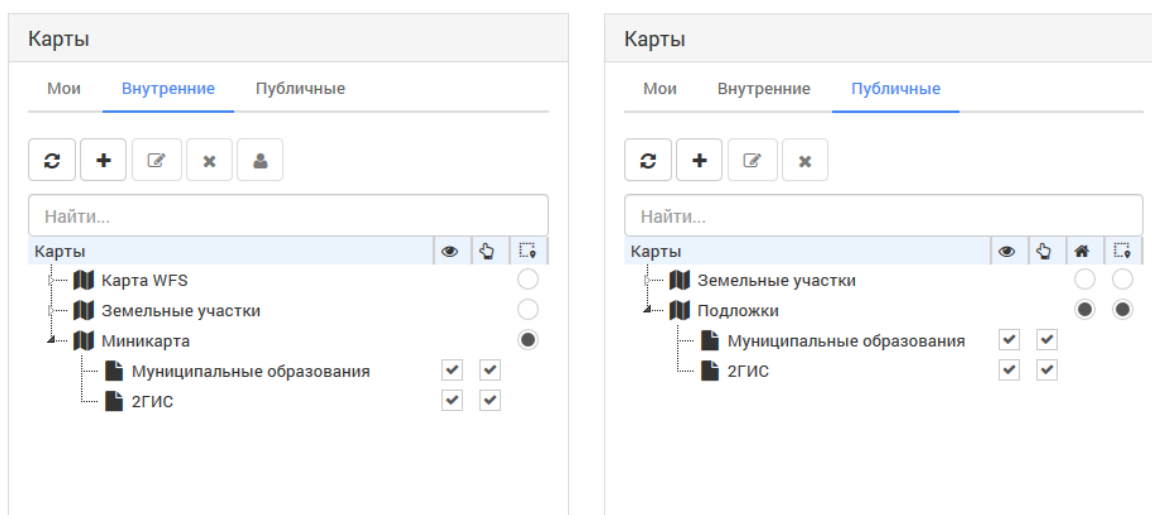 Карты
Мои Внутренние Публичные
Найти...
Карты
Карта WFS
Земельные участки
Миникарта
Муниципальные образования
2ГИС
Карты
Мои Внутренние Публичные
Найти...
Карты
Земельные участки
Подложки
Муниципальные образования
2ГИС